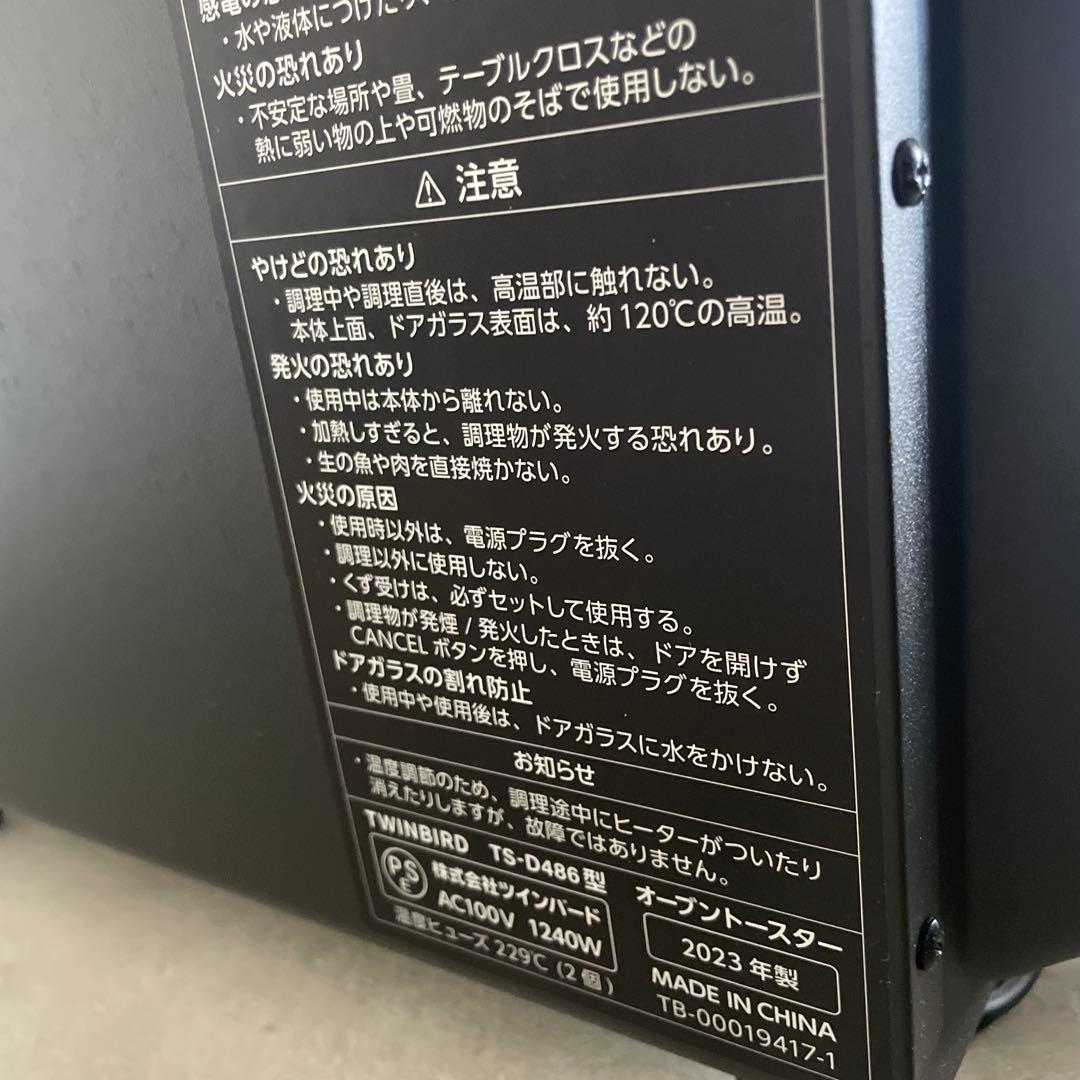 感電の恐
・水や液体につけたり、
火災の恐れあり
・不安定な場所や畳、テーブルクロスなどの
熱に弱い物の上や可燃物のそばで使用しない。
⚠ 注意
やけどの恐れあり
・調理中や調理直後は、高温部に触れない。
本体上面、ドアガラス表面は、約 120℃の高温。
発火の恐れあり
・使用中は本体から離れない。
・加熱しすぎると、調理物が発火する恐れあり。
・生の魚や肉を直接焼かない。
火災の原因
・使用時以外は、電源プラグを抜く。
・調理以外に使用しない。
・くず受けは、必ずセットして使用する。
・調理物が発煙 / 発火したときは、ドアを開けず
CANCEL ボタンを押し、電源プラグを抜く。
ドアガラスの割れ防止
・使用中や使用後は、ドアガラスに水をかけない。
お知らせ
・温度調節のため、調理途中にヒーターがついたり
消えたりしますが、故障ではありません。
TWINBIRD TS-D486 型 オーブントースター
PSE 株式会社ツインバード
AC100V 1240W
2023 年製
温度ヒューズ 229℃ (2 個)
MADE IN CHINA
TB-00019417-1